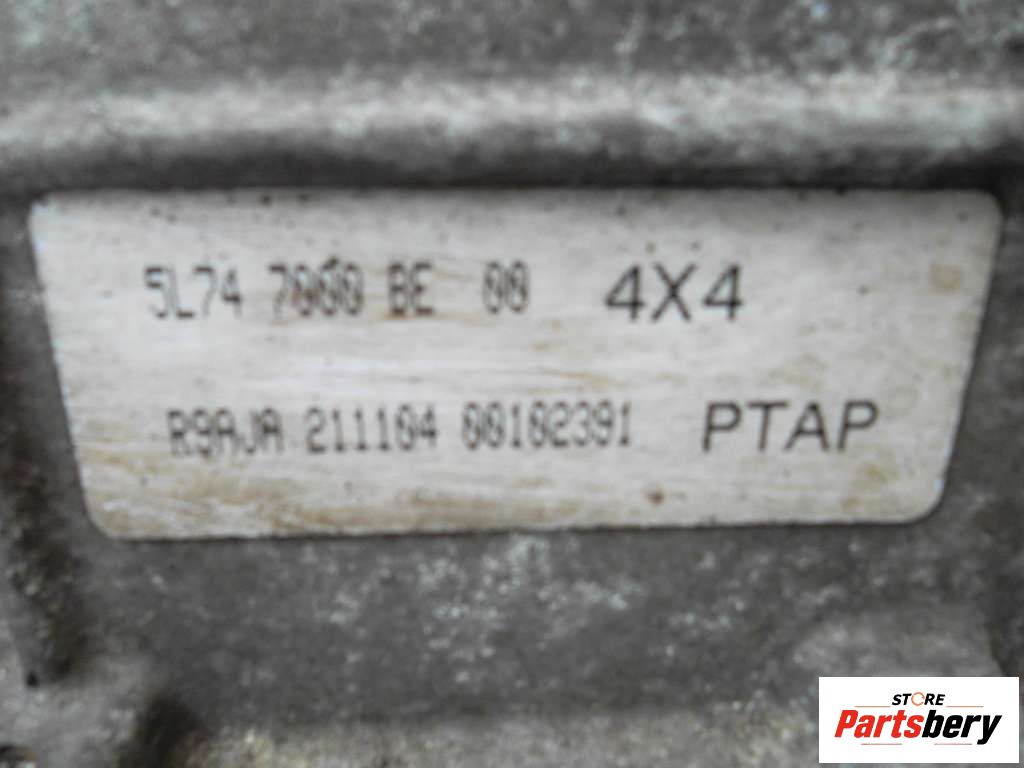 5L74 7000 BE 00 4X4
R9AJA 211104 00102391 PTAP
STORE
Partsbery